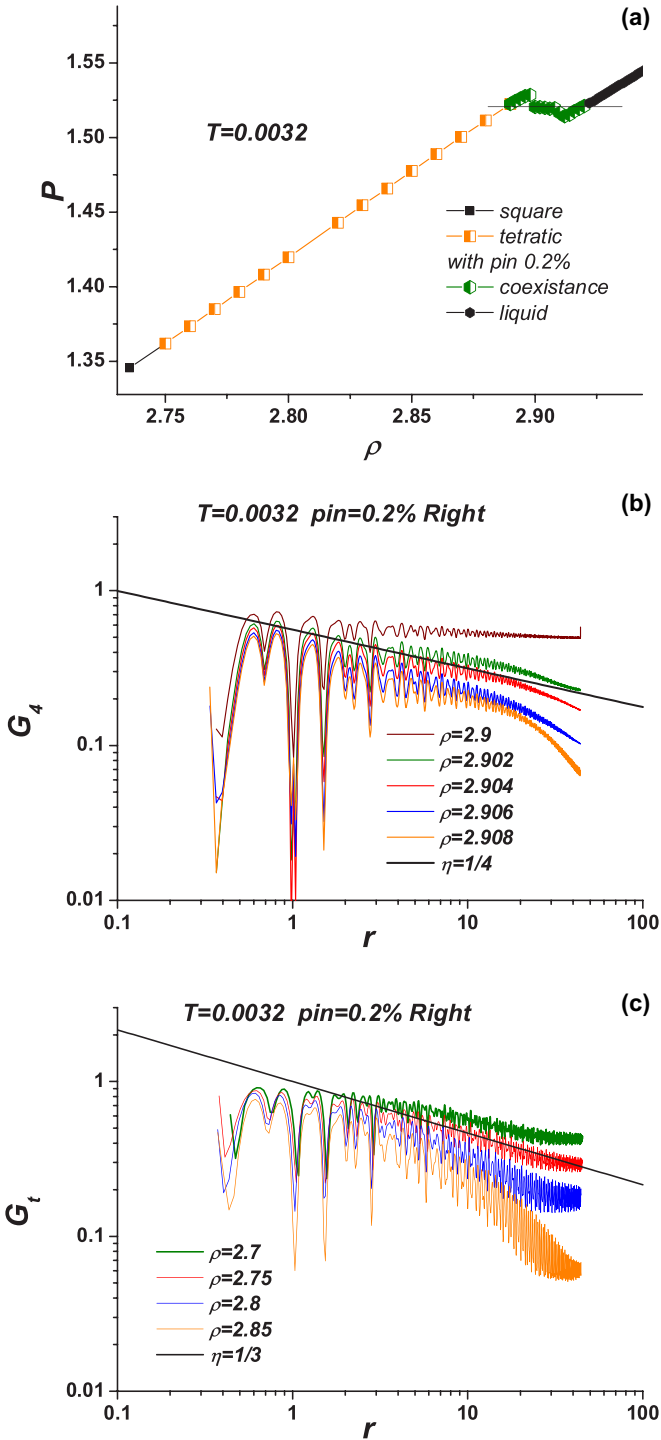 (a)
1.55
1.50
1.45
1.40
1.35
P
T=0.0032
square
tetratic
with pin 0.2%
coexistance
liquid
2.75 2.80 2.85 2.90
ρ
(b)
T=0.0032 pin=0.2% Right
1
0.1
0.01
G4
ρ=2.9
ρ=2.902
ρ=2.904
ρ=2.906
ρ=2.908
η=1/4
0.1 1 10 100
r
(c)
T=0.0032 pin=0.2% Right
1
0.1
0.01
Gt
ρ=2.7
ρ=2.75
ρ=2.8
ρ=2.85
η=1/3
0.1 1 10 100
r